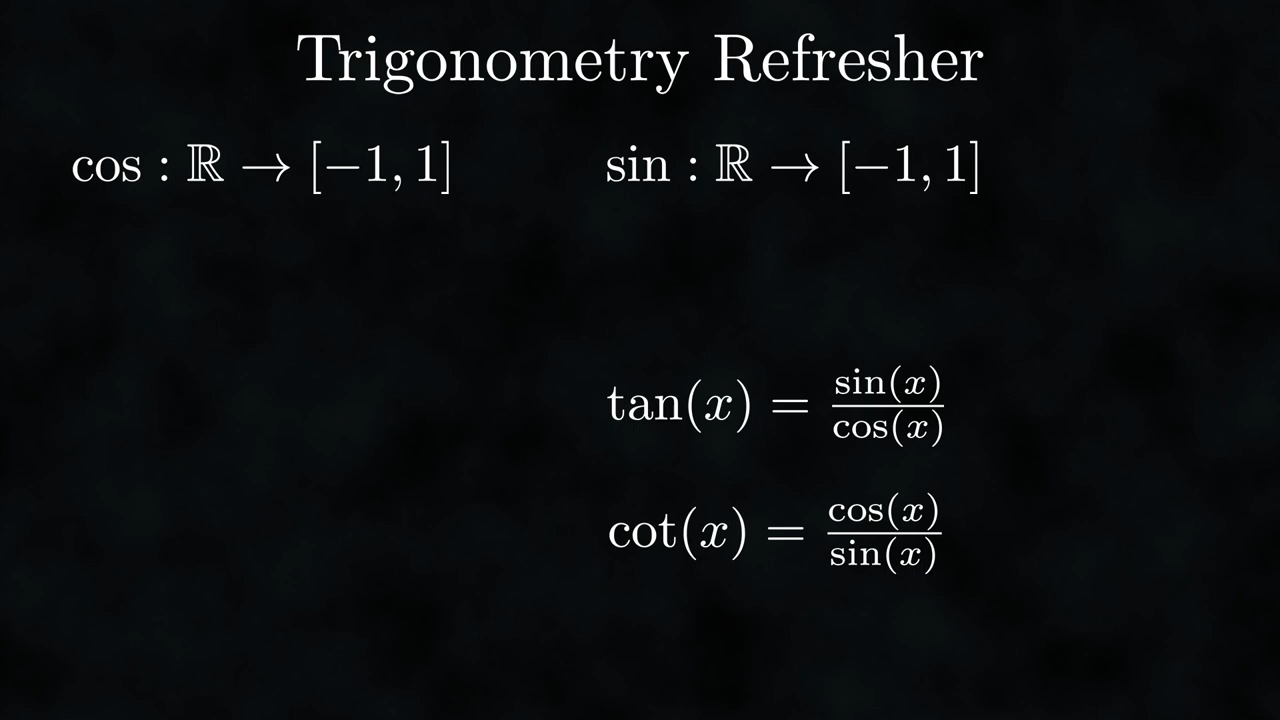 Trigonometry Refresher
cos : ℝ → [−1, 1]
sin : ℝ → [−1, 1]
tan(x) = sin(x)/cos(x)
cot(x) = cos(x)/sin(x)